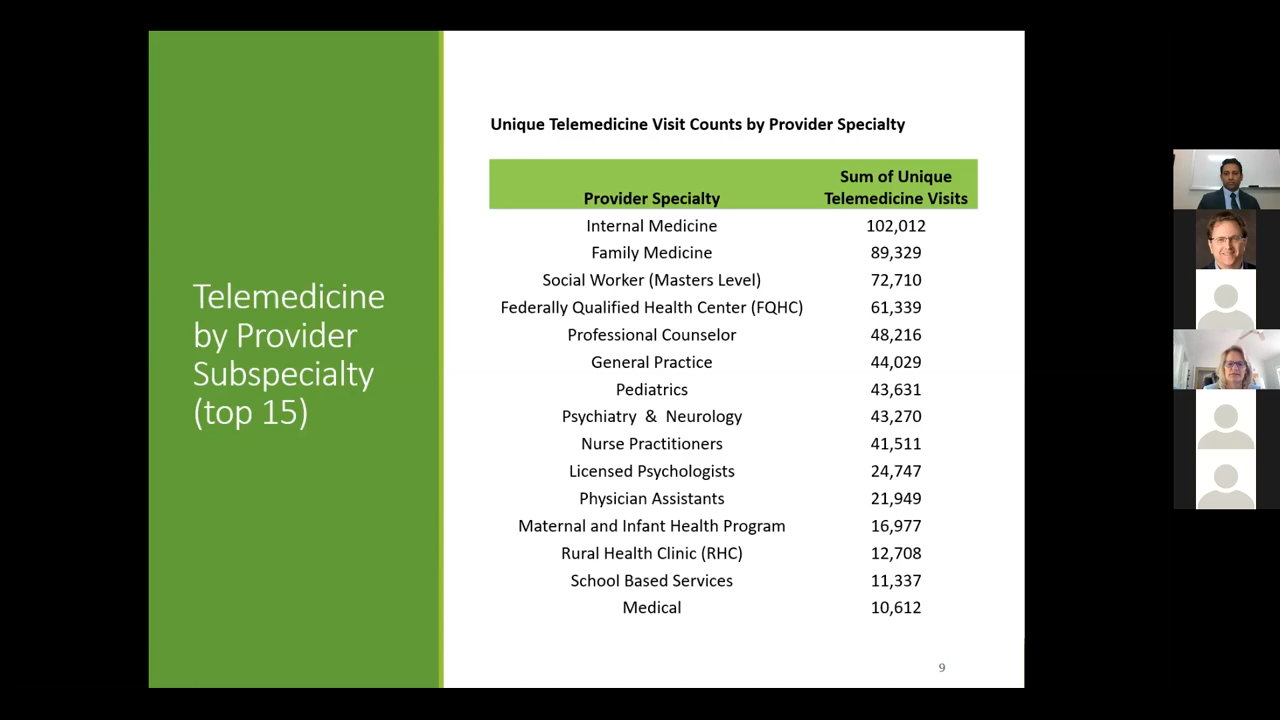 Telemedicine
by Provider
Subspecialty
(top 15)
Unique Telemedicine Visit Counts by Provider Specialty
Provider Specialty Sum of Unique Telemedicine Visits
Internal Medicine 102,012
Family Medicine 89,329
Social Worker (Masters Level) 72,710
Federally Qualified Health Center (FQHC) 61,339
Professional Counselor 48,216
General Practice 44,029
Pediatrics 43,631
Psychiatry & Neurology 43,270
Nurse Practitioners 41,511
Licensed Psychologists 24,747
Physician Assistants 21,949
Maternal and Infant Health Program 16,977
Rural Health Clinic (RHC) 12,708
School Based Services 11,337
Medical 10,612
9